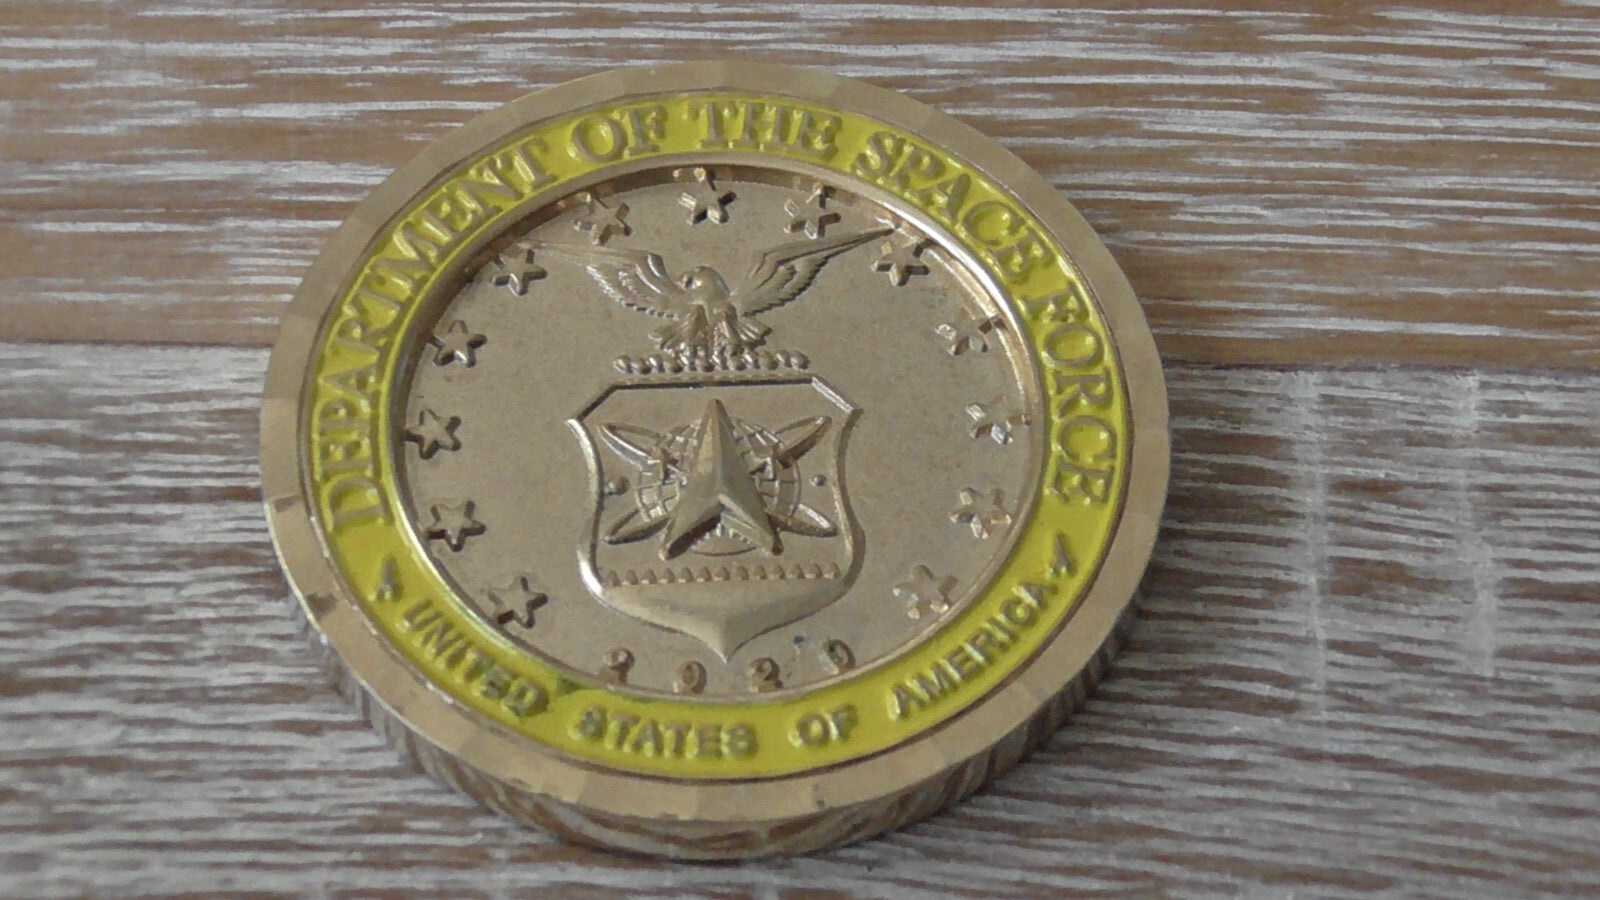 DEPARTMENT OF THE SPACE FORCE
2020
UNITED STATES OF AMERICA